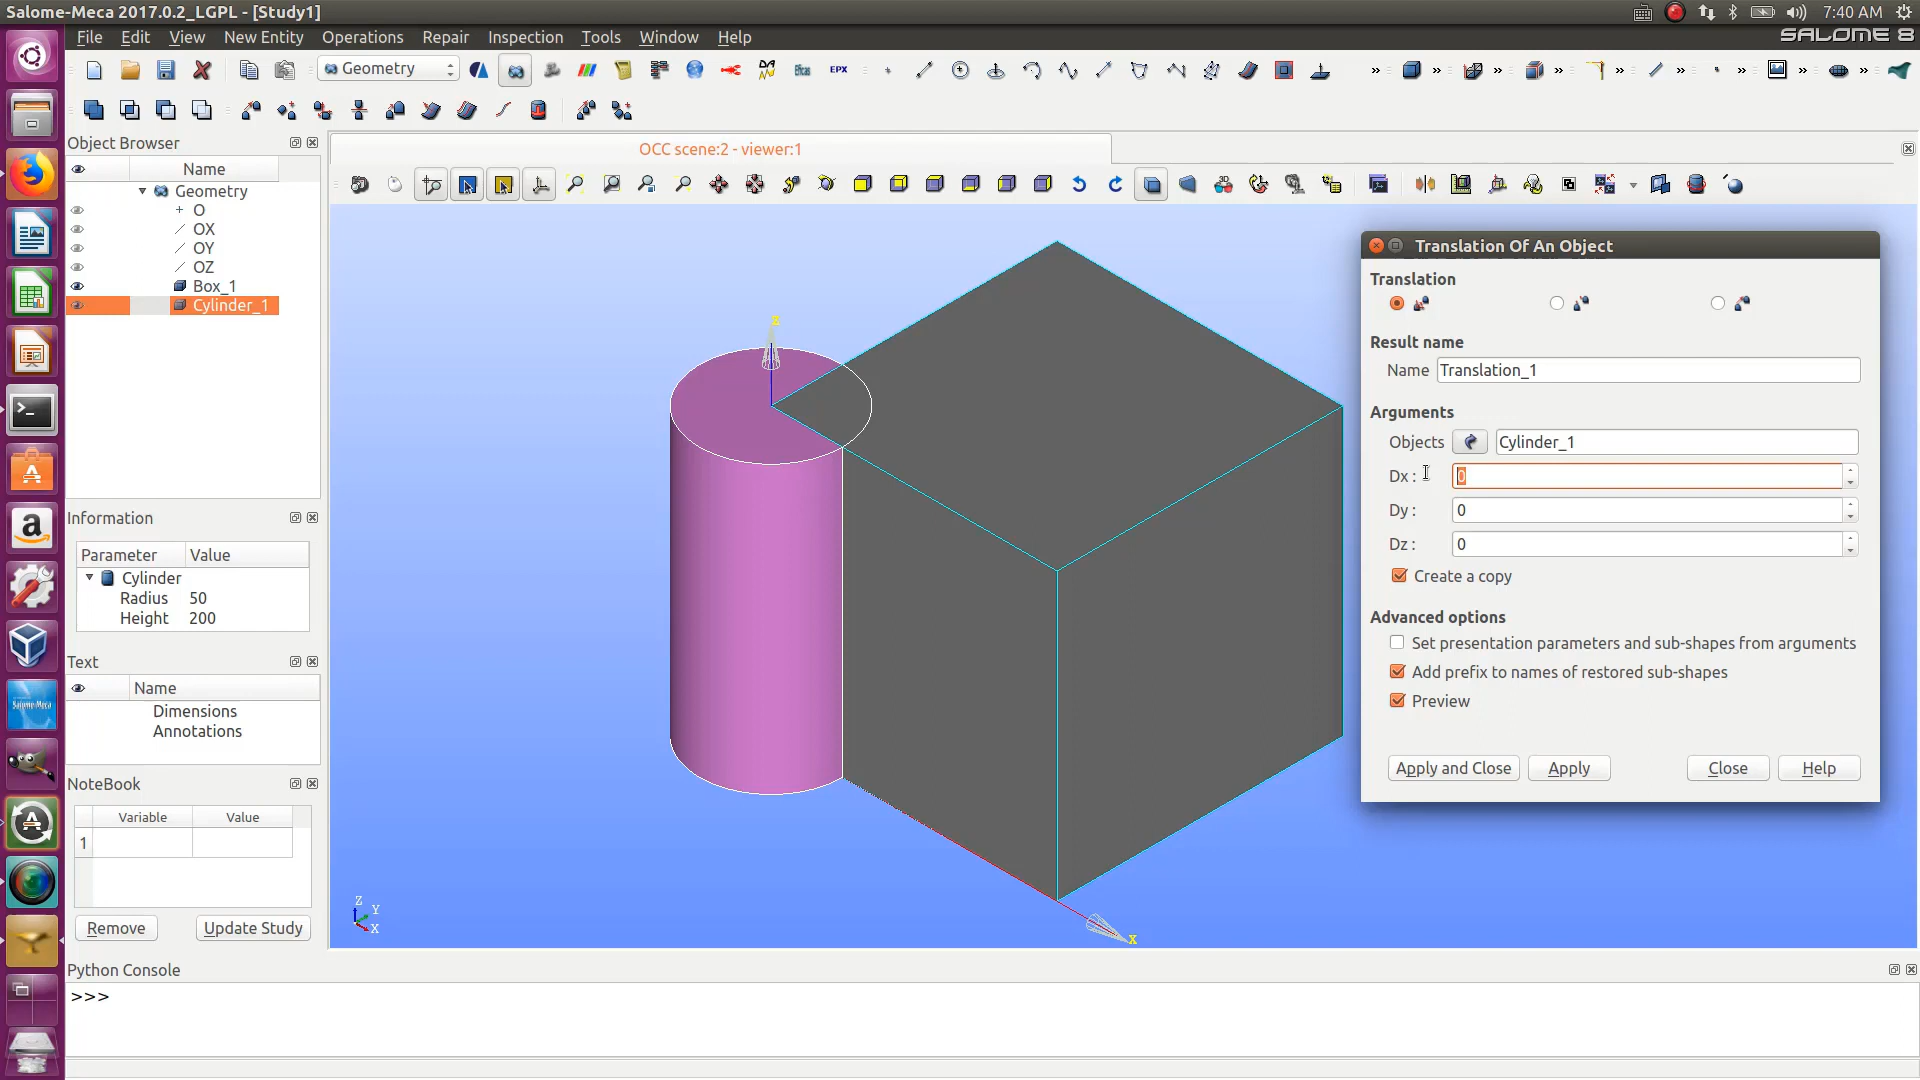 Salome-Meca 2017.0.2_LGPL - [Study1]
7:40 AM
File Edit View New Entity Operations Repair Inspection Tools Window Help
SALOME 8
Geometry
EPX
Object Browser
Name
Geometry
O
OX
OY
OZ
Box_1
Cylinder_1
Information
Parameter Value
Cylinder
Radius 50
Height 200
Text
Name
Dimensions
Annotations
NoteBook
Variable Value
1
Remove Update Study
OCC scene:2 - viewer:1
Z
X
Z
Y
X
Translation Of An Object
Translation
Result name
Name Translation_1
Arguments
Objects Cylinder_1
Dx : 0
Dy : 0
Dz : 0
Create a copy
Advanced options
Set presentation parameters and sub-shapes from arguments
Add prefix to names of restored sub-shapes
Preview
Apply and Close Apply Close Help
Python Console
>>>